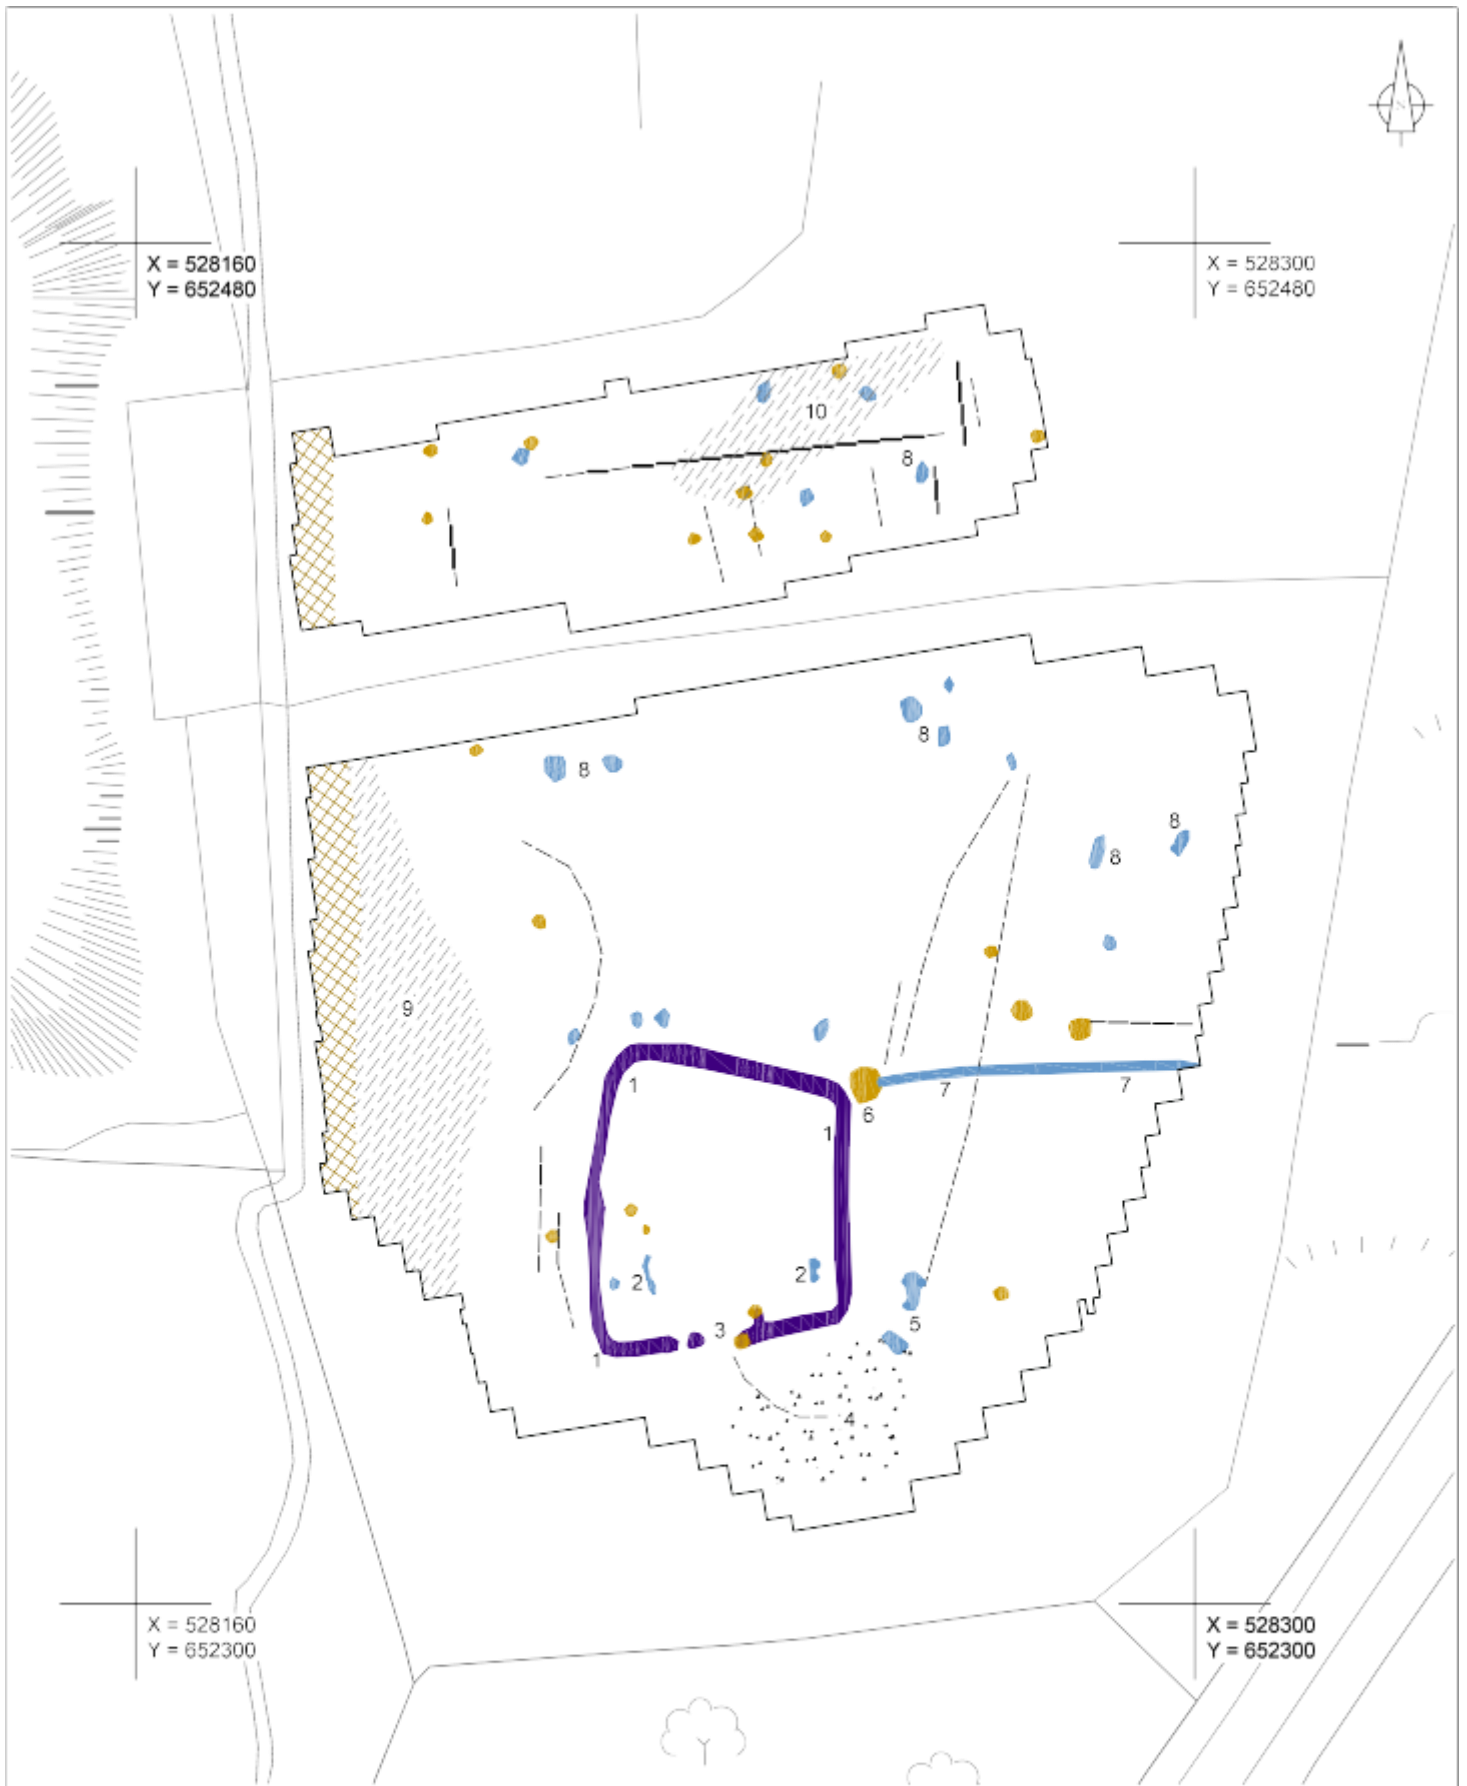 N
X = 528160
Y = 652480
X = 528300
Y = 652480
10
8
8
8
8
8
9
1
7
7
6
1
2
2
3
5
1
4
X = 528160
Y = 652300
X = 528300
Y = 652300